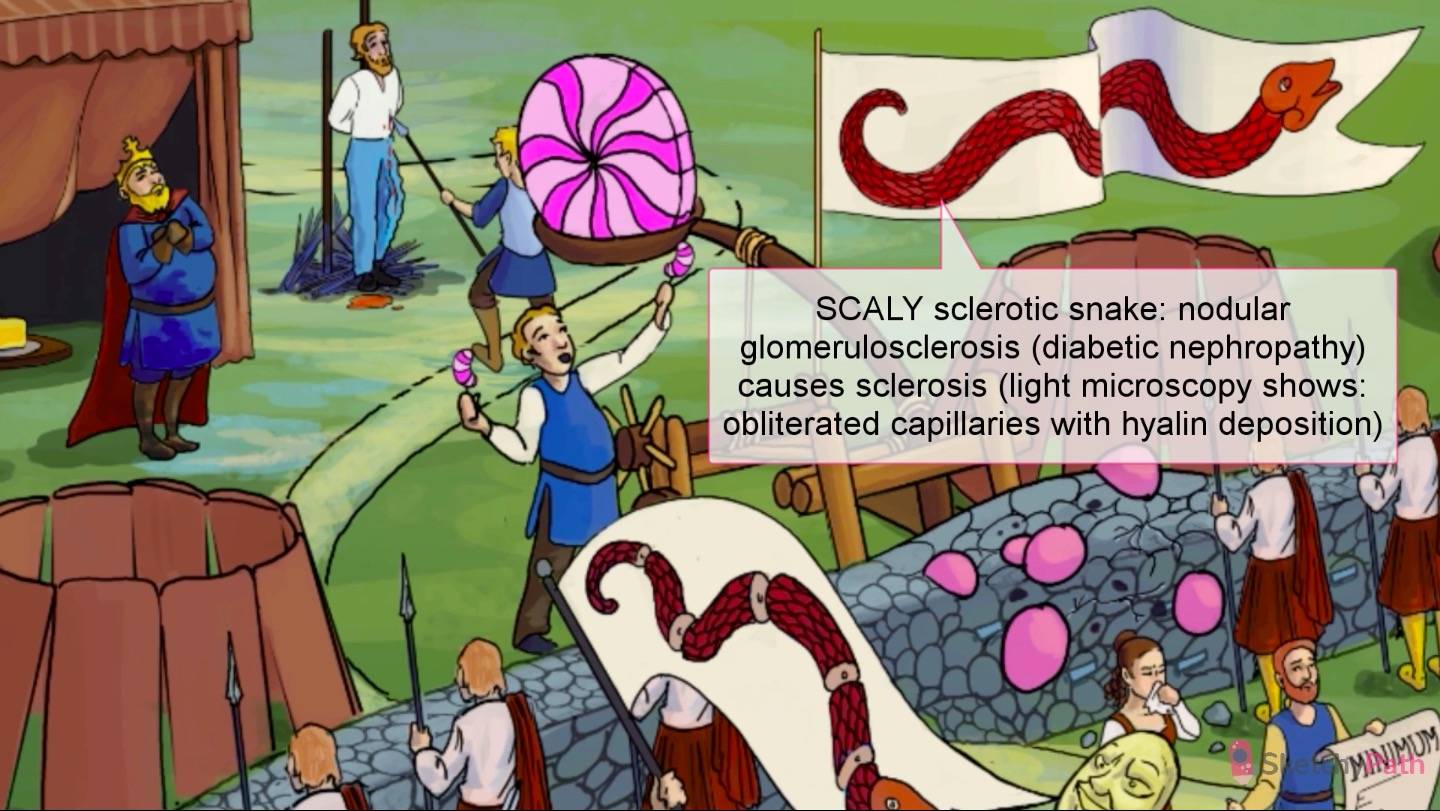 SCALY sclerotic snake: nodular
glomerulosclerosis (diabetic nephropathy)
causes sclerosis (light microscopy shows:
obliterated capillaries with hyalin deposition)
MINIMUM
SketchyPath